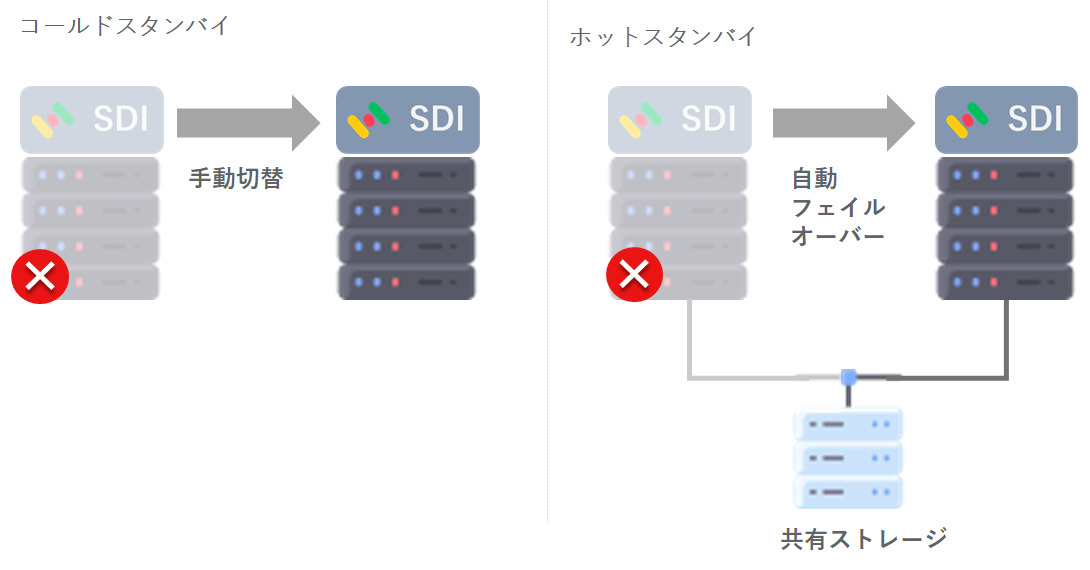 コールドスタンバイ
SDI
SDI
手動切替
ホットスタンバイ
SDI
SDI
自動
フェイル
オーバー
共有ストレージ